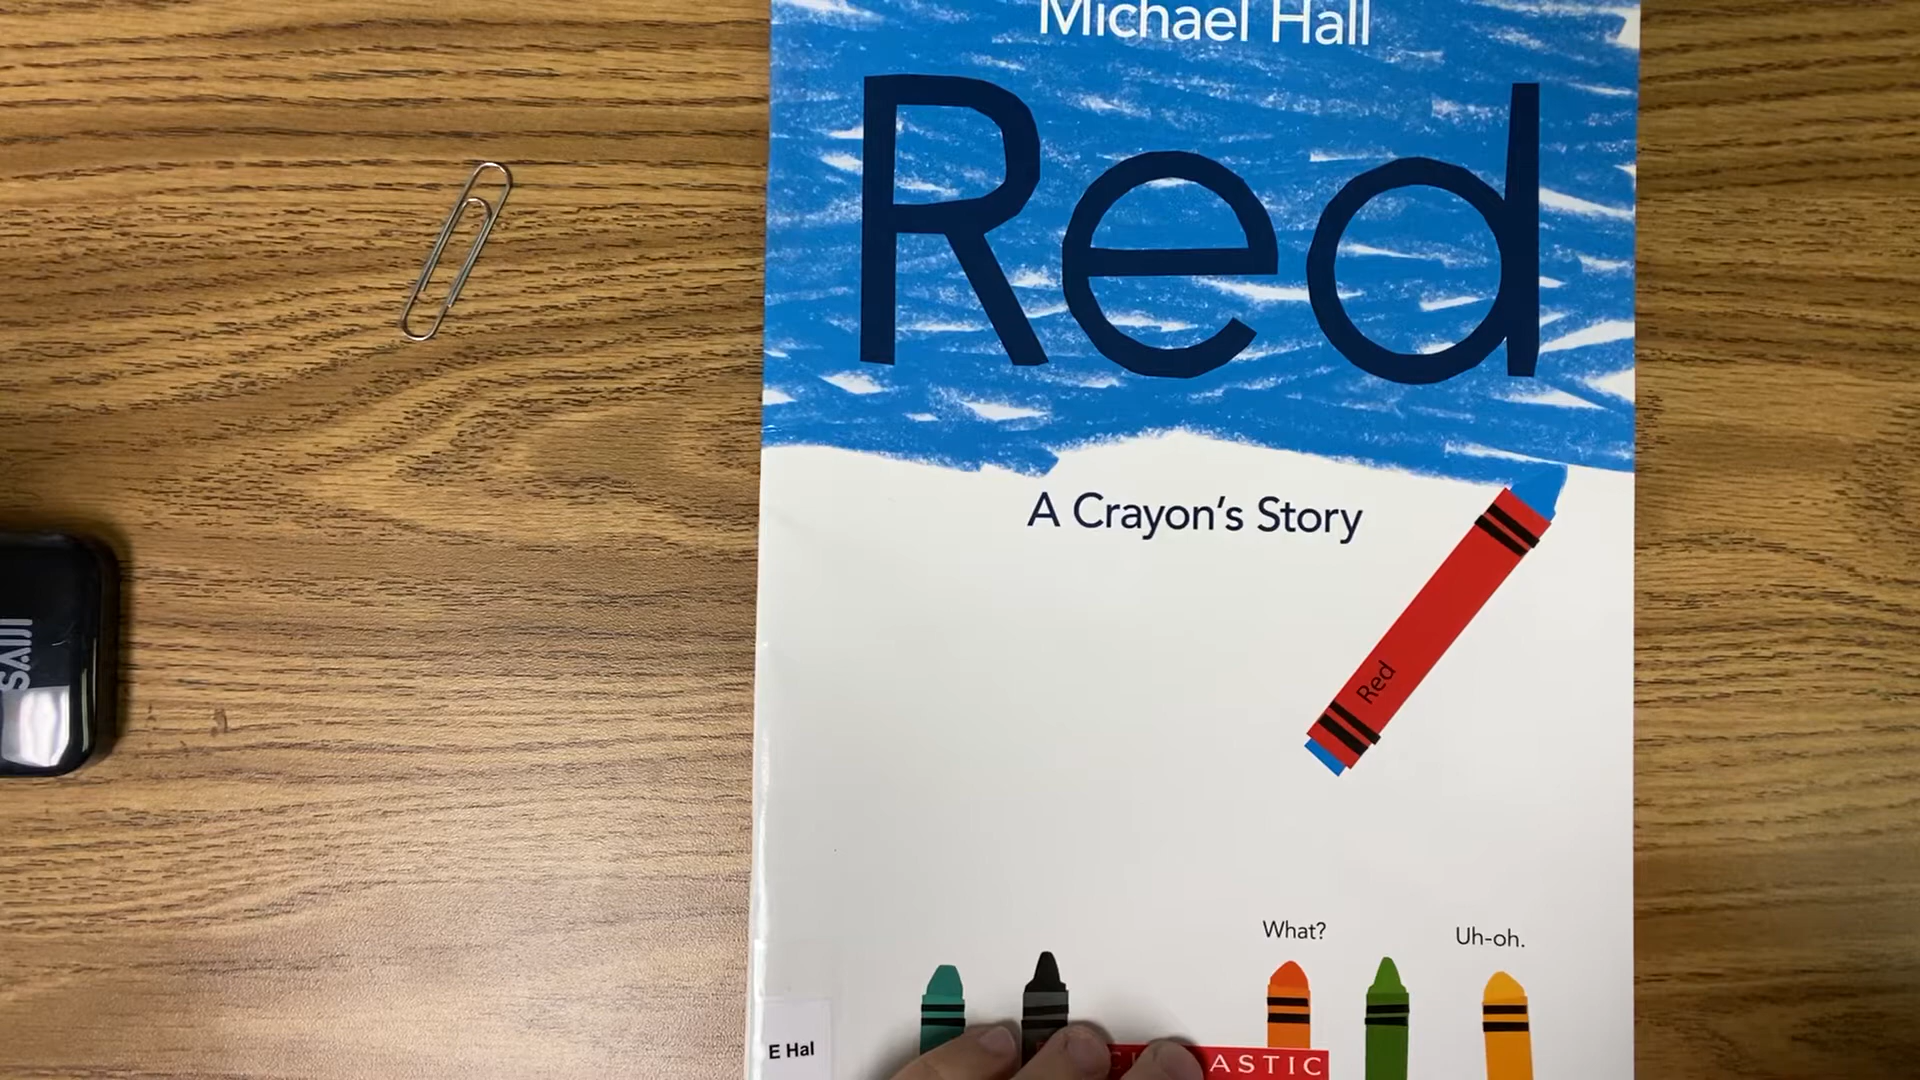 Michael Hall
Red
A Crayon's Story
Red
What?
Uh-oh.
E Hal